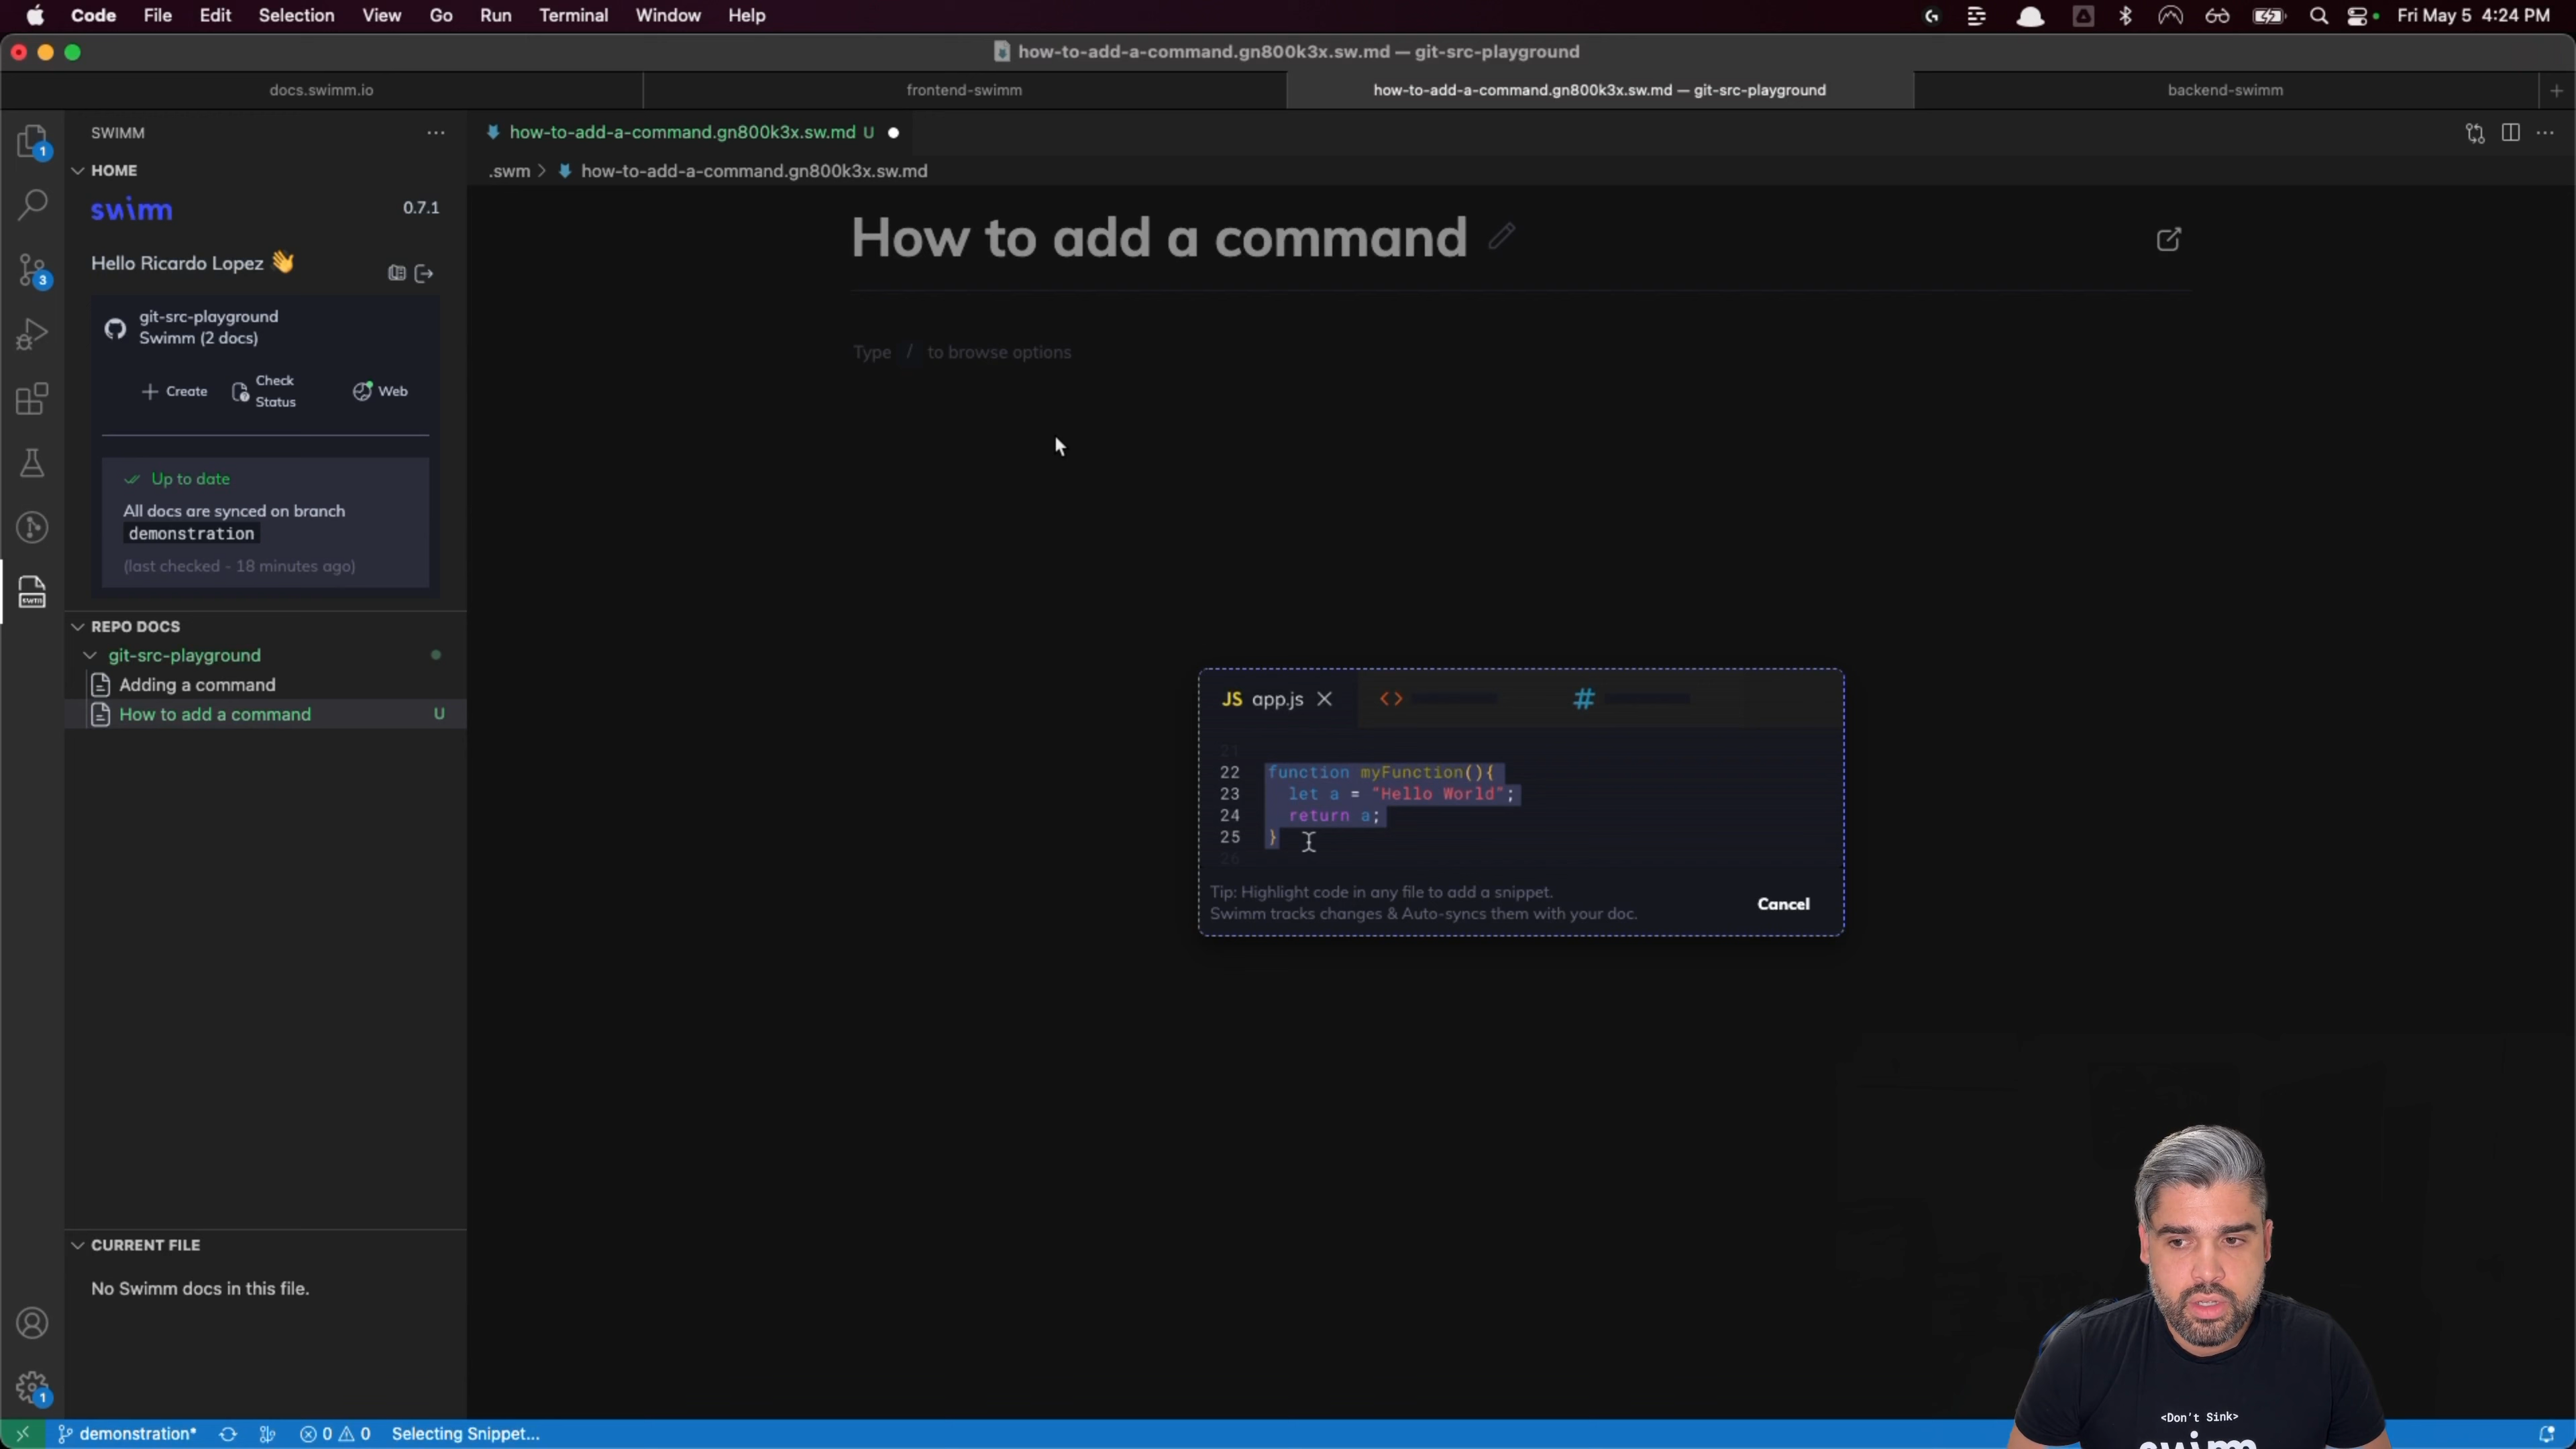 Code File Edit Selection View Go Run Terminal Window Help Fri May 5 4:24 PM
how-to-add-a-command.gn800k3x.sw.md — git-src-playground
docs.swimm.io frontend-swimm how-to-add-a-command.gn800k3x.sw.md — git-src-playground backend-swimm
SWIMM
how-to-add-a-command.gn800k3x.sw.md U
.swm > how-to-add-a-command.gn800k3x.sw.md
HOME
swimm 0.7.1
Hello Ricardo Lopez 👋
git-src-playground
Swimm (2 docs)
Create
Check
Status
Web
Up to date
All docs are synced on branch
demonstration
(last checked - 18 minutes ago)
REPO DOCS
git-src-playground
Adding a command
How to add a command U
CURRENT FILE
No Swimm docs in this file.
How to add a command
Type / to browse options
JS app.js
21
22 function myFunction(){
23 let a = "Hello World";
24 return a;
25 }
26
Tip: Highlight code in any file to add a snippet.
Swimm tracks changes & Auto-syncs them with your doc.
Cancel
<Don't Sink>
swimm
1
3
1
demonstration* 0 0 Selecting Snippet...